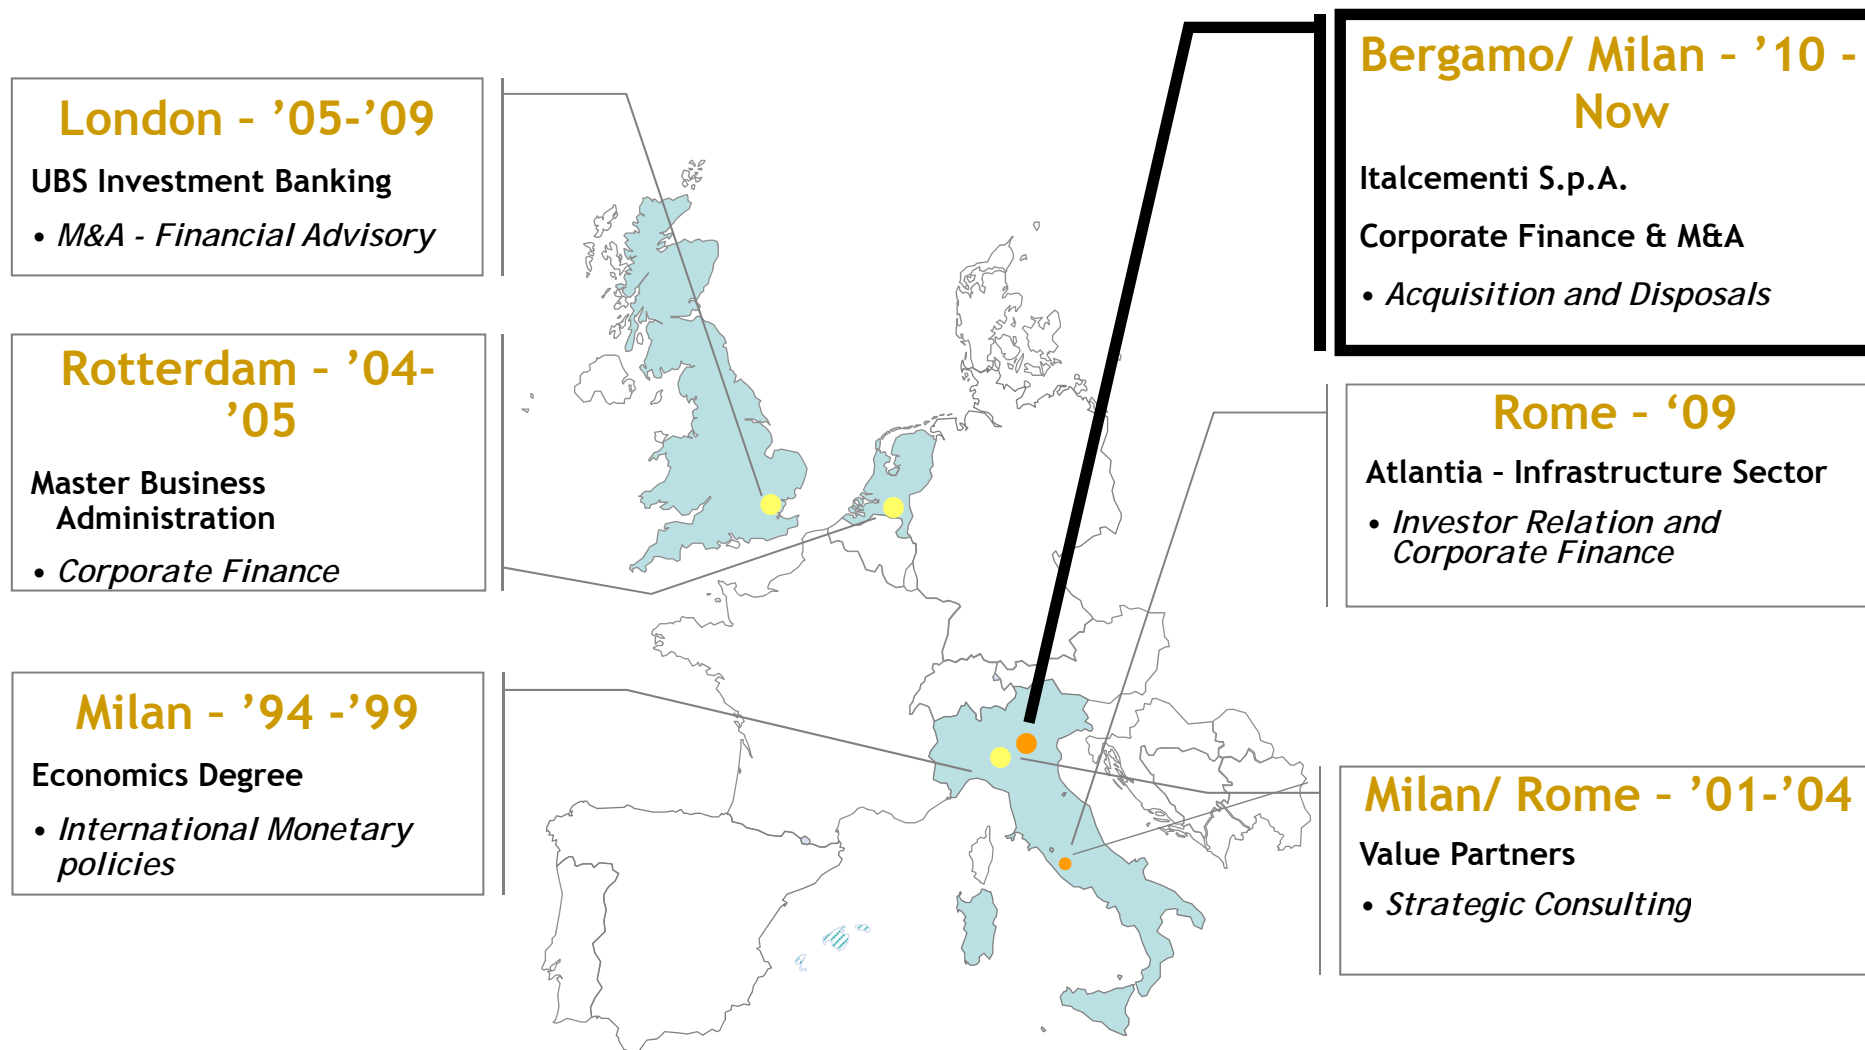 London – ’05-’09
UBS Investment Banking
• M&A - Financial Advisory
Rotterdam – ’04-
’05
Master Business
Administration
• Corporate Finance
Milan – ’94 -’99
Economics Degree
• International Monetary
policies
Bergamo/ Milan – ’10 -
Now
Italcementi S.p.A.
Corporate Finance & M&A
• Acquisition and Disposals
Rome – ‘09
Atlantia – Infrastructure Sector
• Investor Relation and
Corporate Finance
Milan/ Rome – ’01-’04
Value Partners
• Strategic Consulting